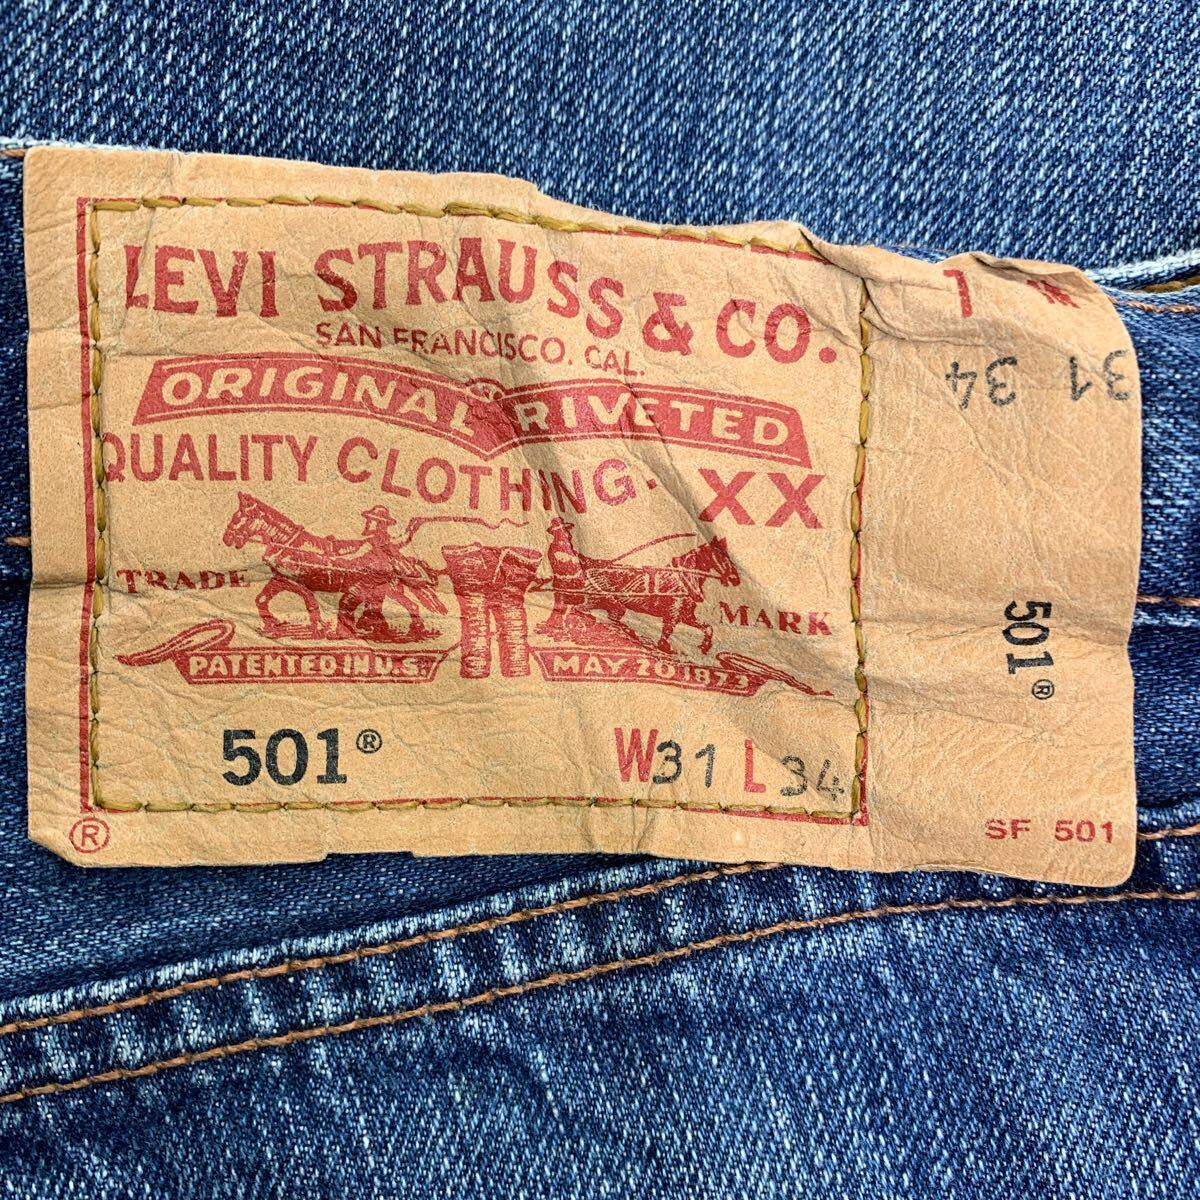 LEVI STRAUSS & CO.
SAN FRANCISCO. CAL.
ORIGINAL RIVETED
QUALITY CLOTHING. XX
TRADE MARK
PATENTED IN U.S. MAY 20 1873
501® W31 L34
®
L W
34 31
501®
SF 501